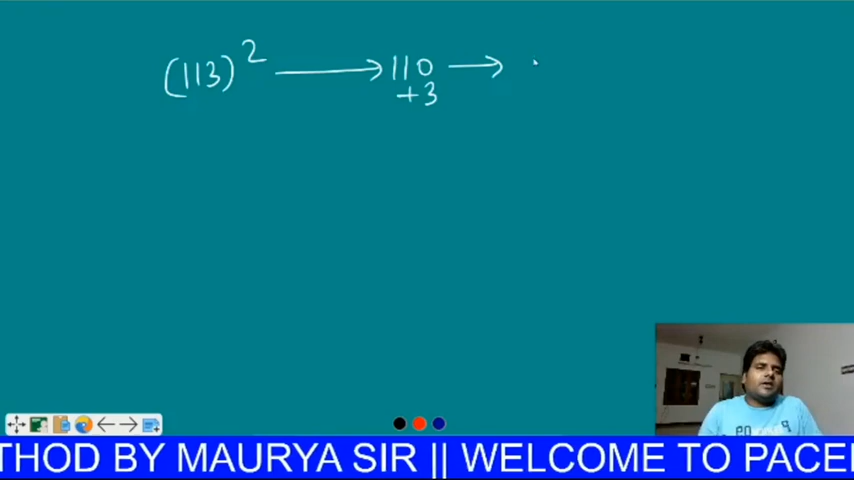 (113)² ⟶ 110 →
+3
THOD BY MAURYA SIR || WELCOME TO PACE